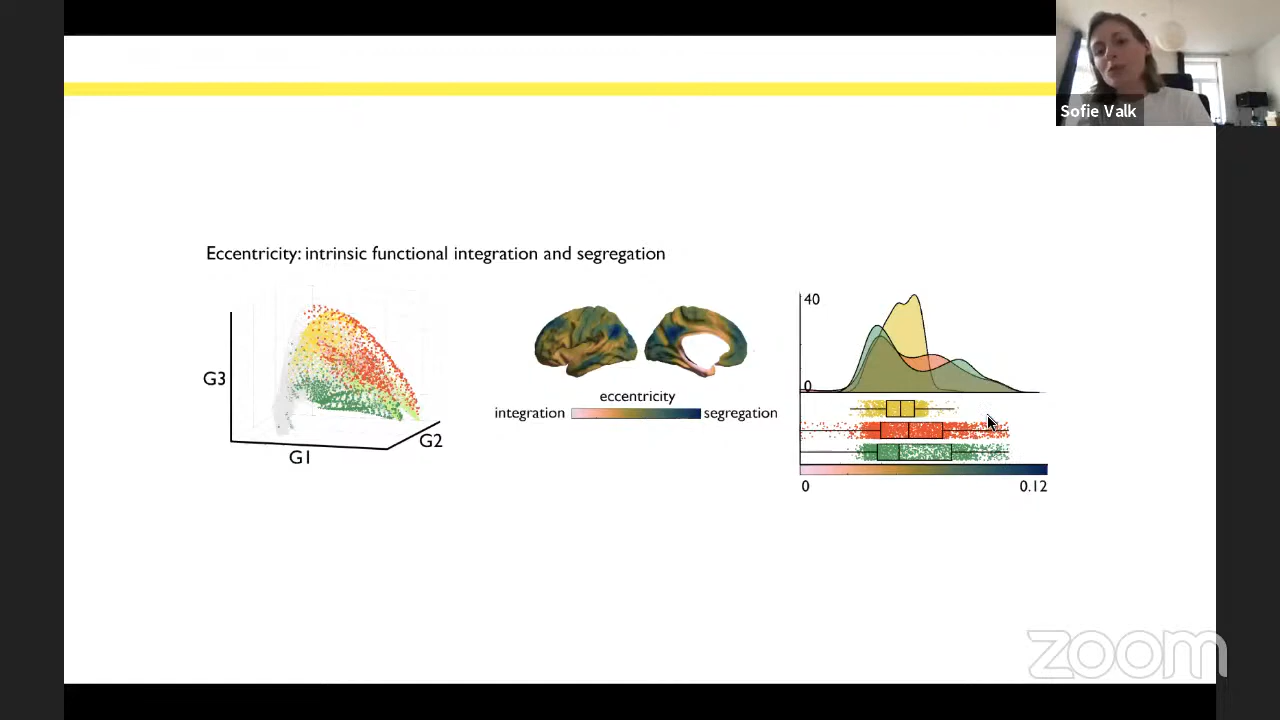 Sofie Valk
Eccentricity: intrinsic functional integration and segregation
G3
G1
G2
eccentricity
integration
segregation
40
0
0
0.12
zoom